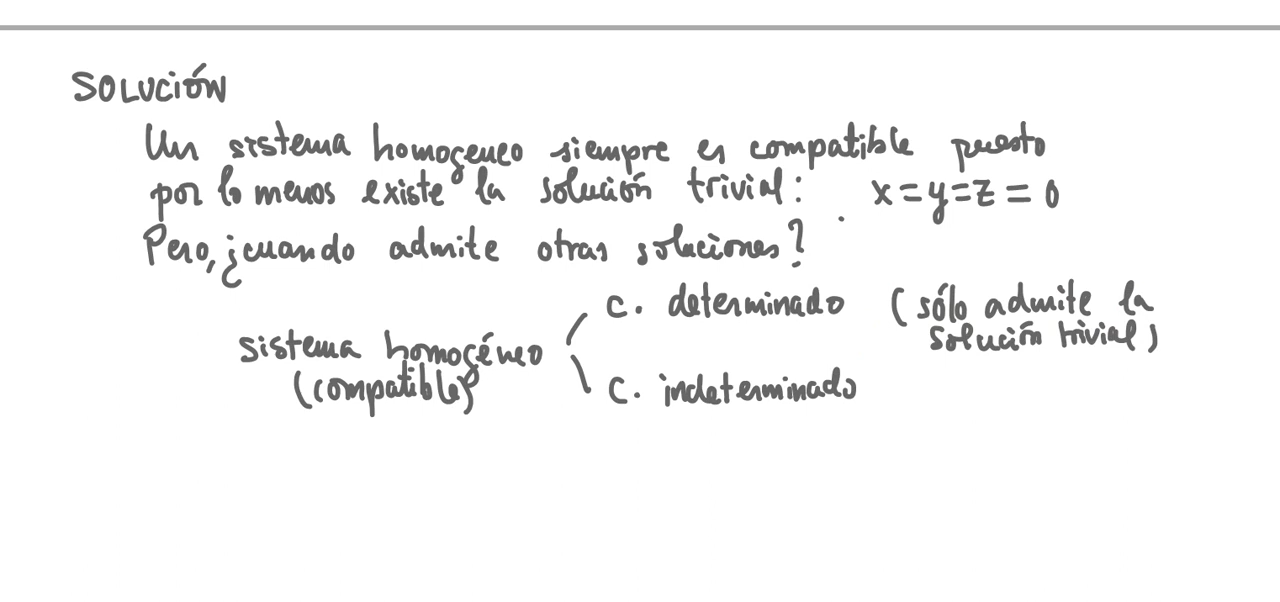 SOLUCIÓN
Un sistema homogeneo siempre es compatible puesto
por lo menos existe la solución trivial: x=y=z=0
Pero, ¿cuando admite otras soluciones?
c. determinado (sólo admite la
solución trivial)
sistema homogéneo
(compatible)
c. indeterminado